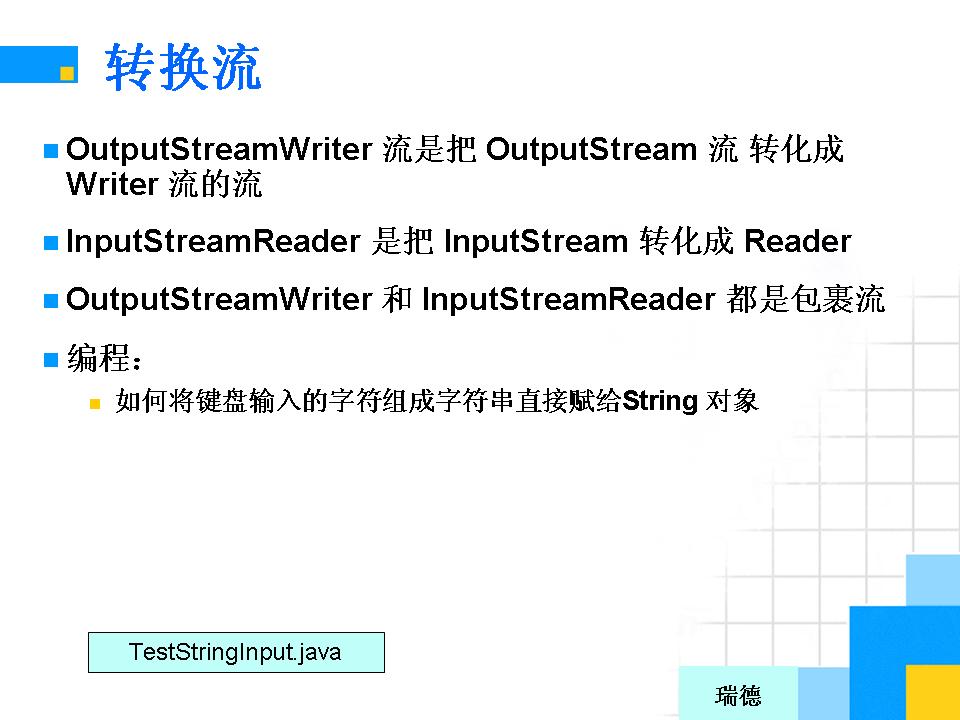 转换流
OutputStreamWriter 流是把 OutputStream 流 转化成
Writer 流的流
InputStreamReader 是把 InputStream 转化成 Reader
OutputStreamWriter 和 InputStreamReader 都是包裹流
编程：
如何将键盘输入的字符组成字符串直接赋给String 对象
TestStringInput.java
瑞德